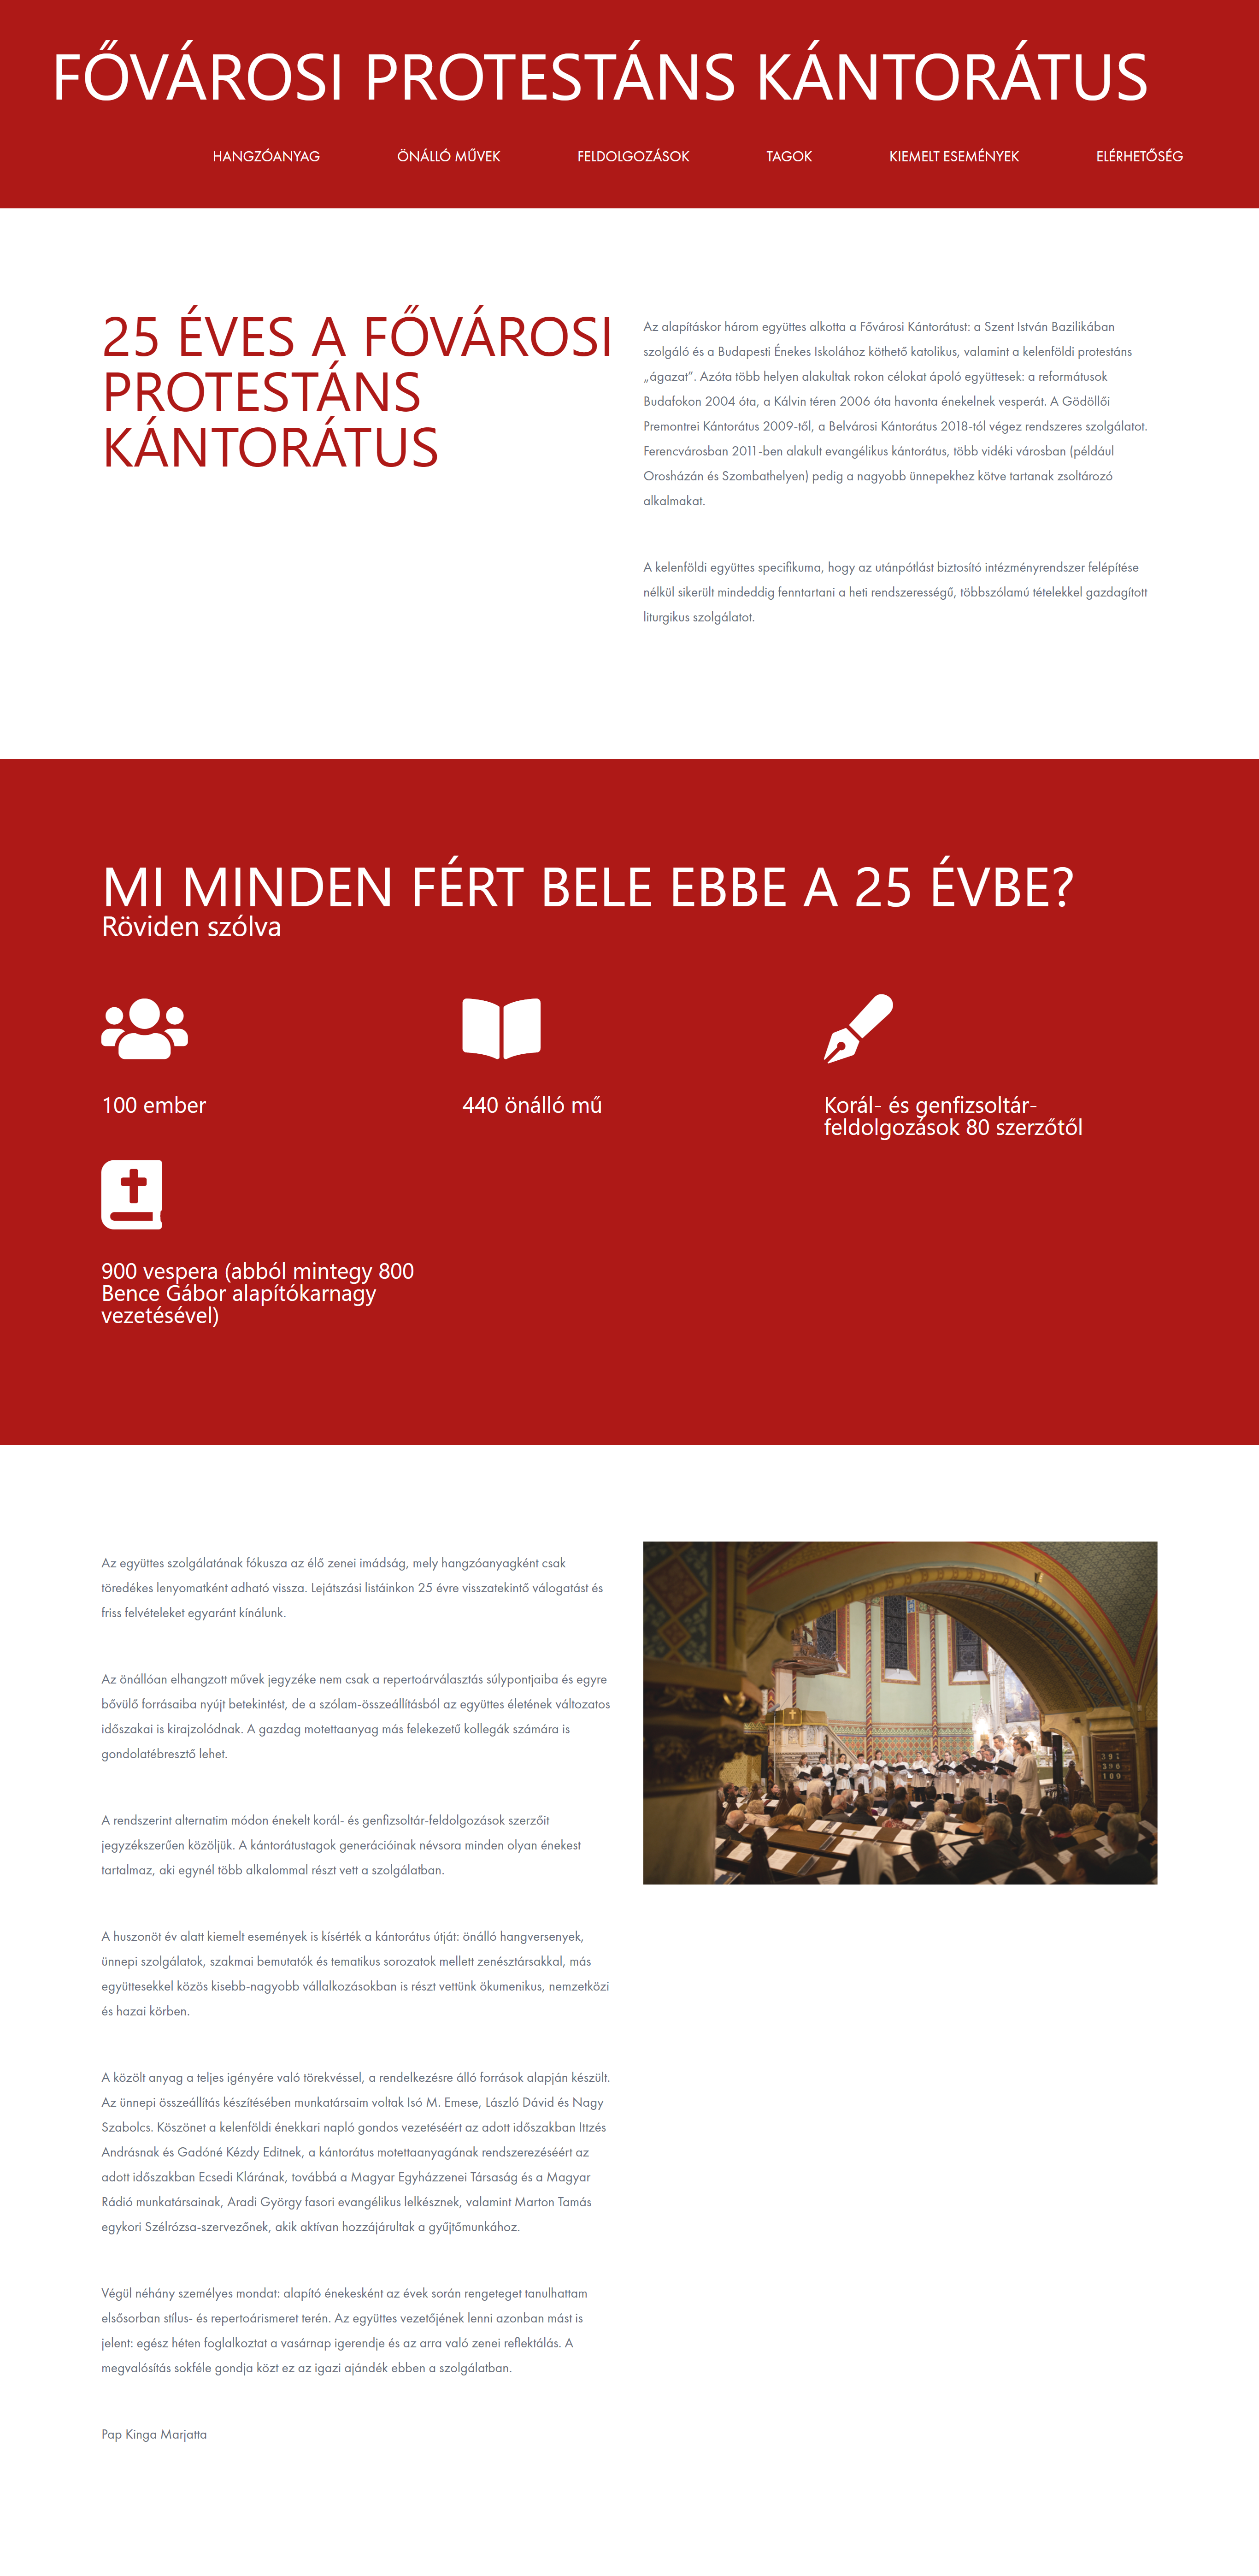 FŐVÁROSI PROTESTÁNS KÁNTORÁTUS
HANGZÓANYAG ÖNÁLLÓ MŰVEK FELDOLGOZÁSOK TAGOK KIEMELT ESEMÉNYEK ELÉRHETŐSÉG
25 ÉVES A FŐVÁROSI
PROTESTÁNS
KÁNTORÁTUS
Az alapításkor három együttes alkotta a Fővárosi Kántorátust: a Szent István Bazilikában
szolgáló és a Budapesti Énekes Iskolához köthető katolikus, valamint a kelenföldi protestáns
„ágazat”. Azóta több helyen alakultak rokon célokat ápoló együttesek: a reformátusok
Budafokon 2004 óta, a Kálvin téren 2006 óta havonta énekelnek vesperát. A Gödöllői
Premontrei Kántorátus 2009-től, a Belvárosi Kántorátus 2018-tól végez rendszeres szolgálatot.
Ferencvárosban 2011-ben alakult evangélikus kántorátus, több vidéki városban (például
Orosházán és Szombathelyen) pedig a nagyobb ünnepekhez kötve tartanak zsoltározó
alkalmakat.
A kelenföldi együttes specifikuma, hogy az utánpótlást biztosító intézményrendszer felépítése
nélkül sikerült mindeddig fenntartani a heti rendszerességű, többszólamú tételekkel gazdagított
liturgikus szolgálatot.
MI MINDEN FÉRT BELE EBBE A 25 ÉVBE?
Röviden szólva
100 ember
440 önálló mű
Korál- és genfizsoltár-
feldolgozások 80 szerzőtől
900 vespera (abból mintegy 800
Bence Gábor alapítókarnagy
vezetésével)
Az együttes szolgálatának fókusza az élő zenei imádság, mely hangzóanyagként csak
töredékes lenyomatként adható vissza. Lejátszási listáinkon 25 évre visszatekintő válogatást és
friss felvételeket egyaránt kínálunk.
Az önállóan elhangzott művek jegyzéke nem csak a repertoárválasztás súlypontjaiba és egyre
bővülő forrásaiba nyújt betekintést, de a szólam-összeállításból az együttes életének változatos
időszakai is kirajzolódnak. A gazdag motettaanyag más felekezetű kollegák számára is
gondolatébresztő lehet.
A rendszerint alternatim módon énekelt korál- és genfizsoltár-feldolgozások szerzőit
jegyzékszerűen közöljük. A kántorátustagok generációinak névsora minden olyan énekest
tartalmaz, aki egynél több alkalommal részt vett a szolgálatban.
A huszonöt év alatt kiemelt események is kísérték a kántorátus útját: önálló hangversenyek,
ünnepi szolgálatok, szakmai bemutatók és tematikus sorozatok mellett zenésztársakkal, más
együttesekkel közös kisebb-nagyobb vállalkozásokban is részt vettünk ökumenikus, nemzetközi
és hazai körben.
A közölt anyag a teljes igényére való törekvéssel, a rendelkezésre álló források alapján készült.
Az ünnepi összeállítás készítésében munkatársaim voltak Isó M. Emese, László Dávid és Nagy
Szabolcs. Köszönet a kelenföldi énekkari napló gondos vezetéséért az adott időszakban Ittzés
Andrásnak és Gadóné Kézdy Editnek, a kántorátus motettaanyagának rendszerezéséért az
adott időszakban Ecsedi Klárának, továbbá a Magyar Egyházzenei Társaság és a Magyar
Rádió munkatársainak, Aradi György fasori evangélikus lelkésznek, valamint Marton Tamás
egykori Szélrózsa-szervezőnek, akik aktívan hozzájárultak a gyűjtőmunkához.
Végül néhány személyes mondat: alapító énekesként az évek során rengeteget tanulhattam
elsősorban stílus- és repertoárismeret terén. Az együttes vezetőjének lenni azonban mást is
jelent: egész héten foglalkoztat a vasárnap igerendje és az arra való zenei reflektálás. A
megvalósítás sokféle gondja közt ez az igazi ajándék ebben a szolgálatban.
Pap Kinga Marjatta